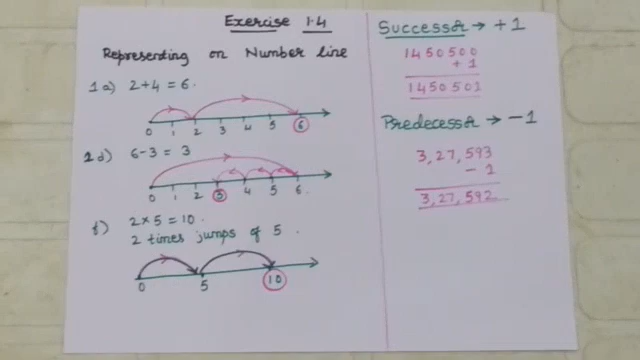 Exercise 1.4
Representing on Number line
1a) 2+4 = 6.
0 1 2 3 4 5 6
2d) 6-3 = 3
0 1 2 3 4 5 6
f) 2 × 5 = 10.
2 times jumps of 5.
0 5 10
Successor → +1
1450500
+ 1
1450501
Predecessor → -1
3,27,593
- 1
3,27,592